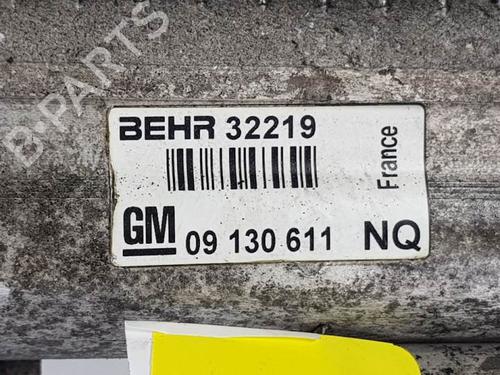 B-PARTS
BEHR 32219
France
GM 09 130 611 NQ